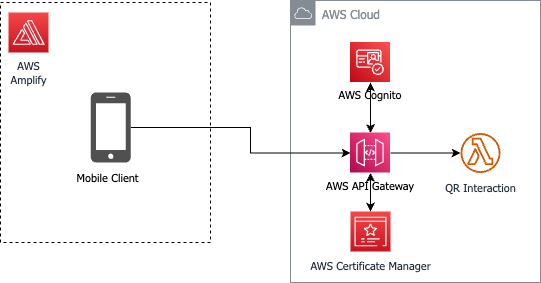 AWS
Amplify
Mobile Client
AWS Cloud
AWS Cognito
AWS API Gateway
QR Interaction
AWS Certificate Manager